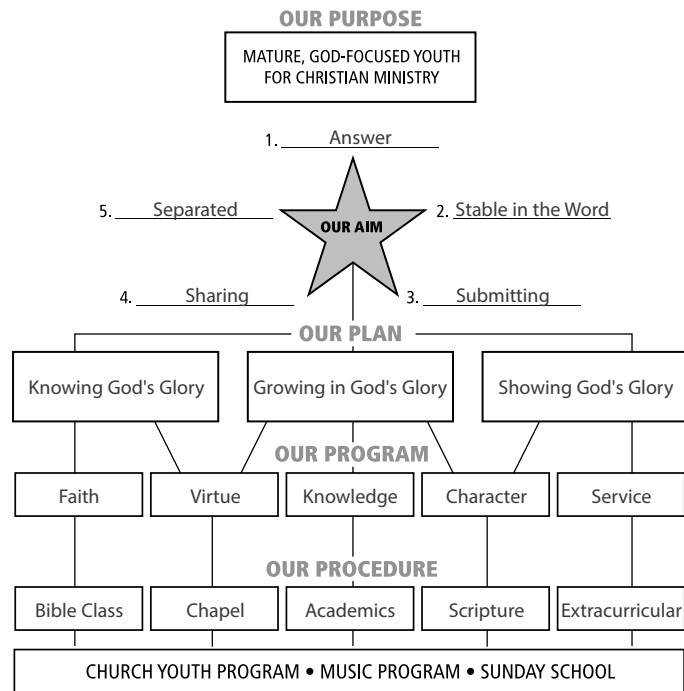 OUR PURPOSE
MATURE, GOD-FOCUSED YOUTH
FOR CHRISTIAN MINISTRY
1. Answer
5. Separated
OUR AIM
2. Stable in the Word
4. Sharing
3. Submitting
OUR PLAN
Knowing God's Glory
Growing in God's Glory
Showing God's Glory
OUR PROGRAM
Faith
Virtue
Knowledge
Character
Service
OUR PROCEDURE
Bible Class
Chapel
Academics
Scripture
Extracurricular
CHURCH YOUTH PROGRAM • MUSIC PROGRAM • SUNDAY SCHOOL